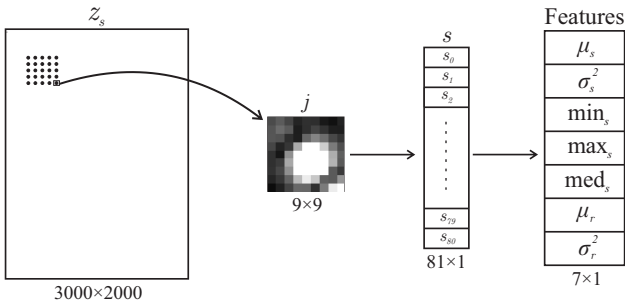 z_s
3000×2000
j
9×9
s
s_0
s_1
s_2
s_79
s_80
81×1
Features
μ_s
σ_s^2
min_s
max_s
med_s
μ_r
σ_r^2
7×1